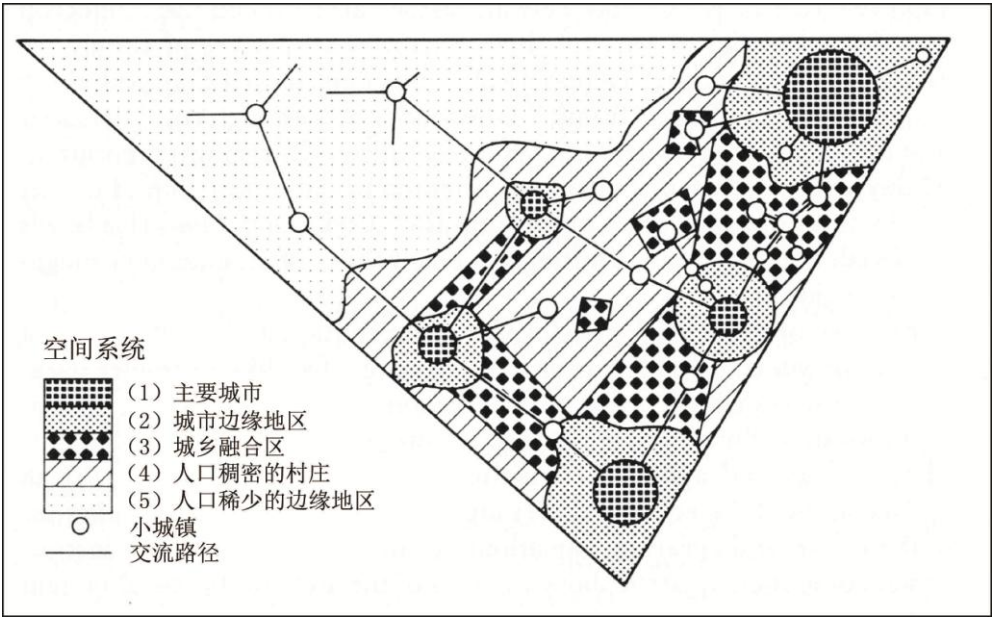 空间系统
（1）主要城市
（2）城市边缘地区
（3）城乡融合区
（4）人口稠密的村庄
（5）人口稀少的边缘地区
小城镇
交流路径